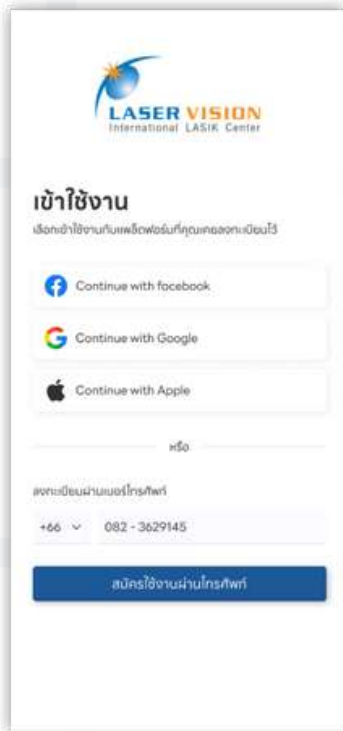 LASER VISION
International LASIK Center
เข้าใช้งาน
เลือกเข้าใช้งานกับแพล็ตฟอร์มที่คุณเคยลงทะเบียนไว้
Continue with facebook
Continue with Google
Continue with Apple
หรือ
ลงทะเบียนผ่านเบอร์โทรศัพท์
+66 082 - 3629145
สมัครใช้งานผ่านโทรศัพท์